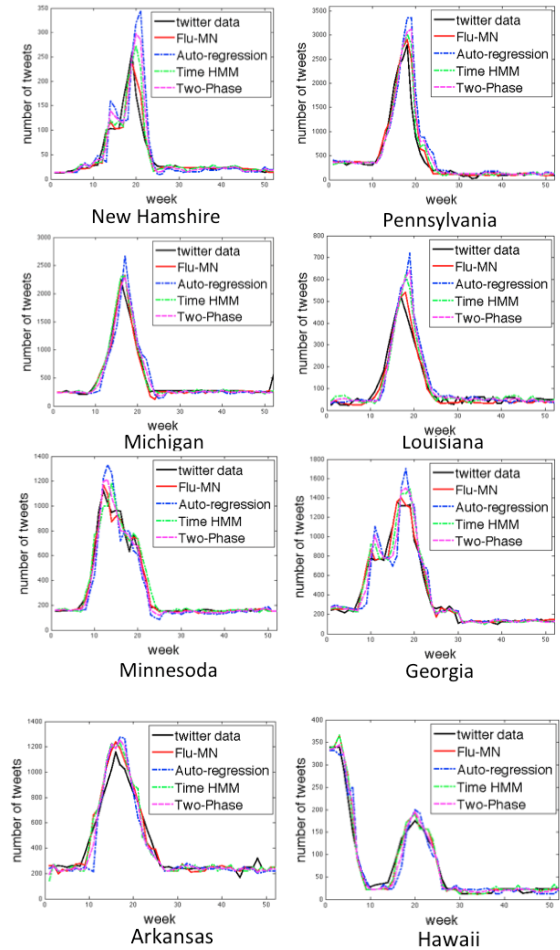 350
300
250
200
150
100
50
0
number of tweets
twitter data
Flu-MN
Auto-regression
Time HMM
Two-Phase
0 10 20 30 40 50
week
New Hamshire
3500
3000
2500
2000
1500
1000
500
0
number of tweets
twitter data
Flu-MN
Auto-regression
Time HMM
Two-Phase
0 10 20 30 40 50
week
Pennsylvania
3000
2500
2000
1500
1000
500
0
number of tweets
twitter data
Flu-MN
Auto-regression
Time HMM
Two-Phase
0 10 20 30 40 50
week
Michigan
800
700
600
500
400
300
200
100
0
number of tweets
twitter data
Flu-MN
Auto-regression
Time HMM
Two-Phase
0 10 20 30 40 50
week
Louisiana
1400
1200
1000
800
600
400
200
0
number of tweets
twitter data
Flu-MN
Auto-regression
Time HMM
Two-Phase
0 10 20 30 40 50
week
Minnesoda
1800
1600
1400
1200
1000
800
600
400
200
0
number of tweets
twitter data
Flu-MN
Auto-regression
Time HMM
Two-Phase
0 10 20 30 40 50
week
Georgia
1400
1200
1000
800
600
400
200
0
number of tweets
twitter data
Flu-MN
Auto-regression
Time HMM
Two-Phase
0 10 20 30 40 50
week
Arkansas
400
350
300
250
200
150
100
50
0
number of tweets
twitter data
Flu-MN
Auto-regression
Time HMM
Two-Phase
0 10 20 30 40 50
week
Hawaii